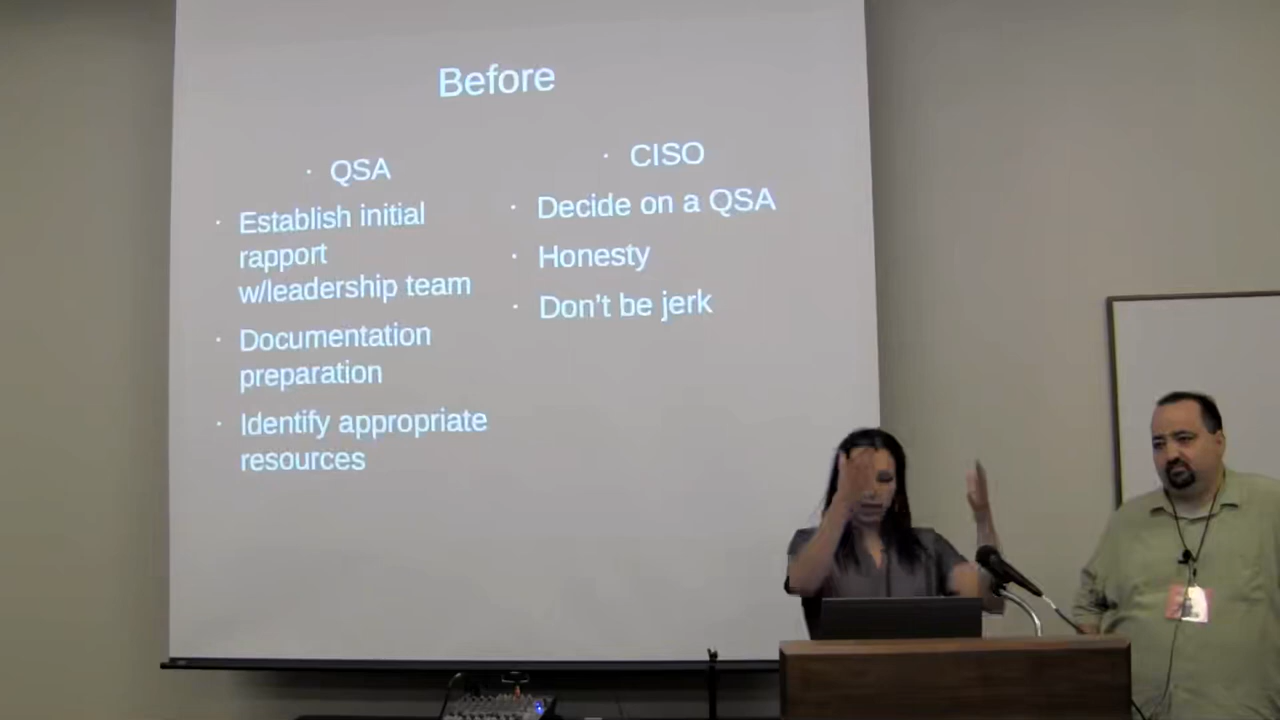 Before
· QSA
· Establish initial
rapport
w/leadership team
· Documentation
preparation
· Identify appropriate
resources
· CISO
· Decide on a QSA
· Honesty
· Don't be jerk